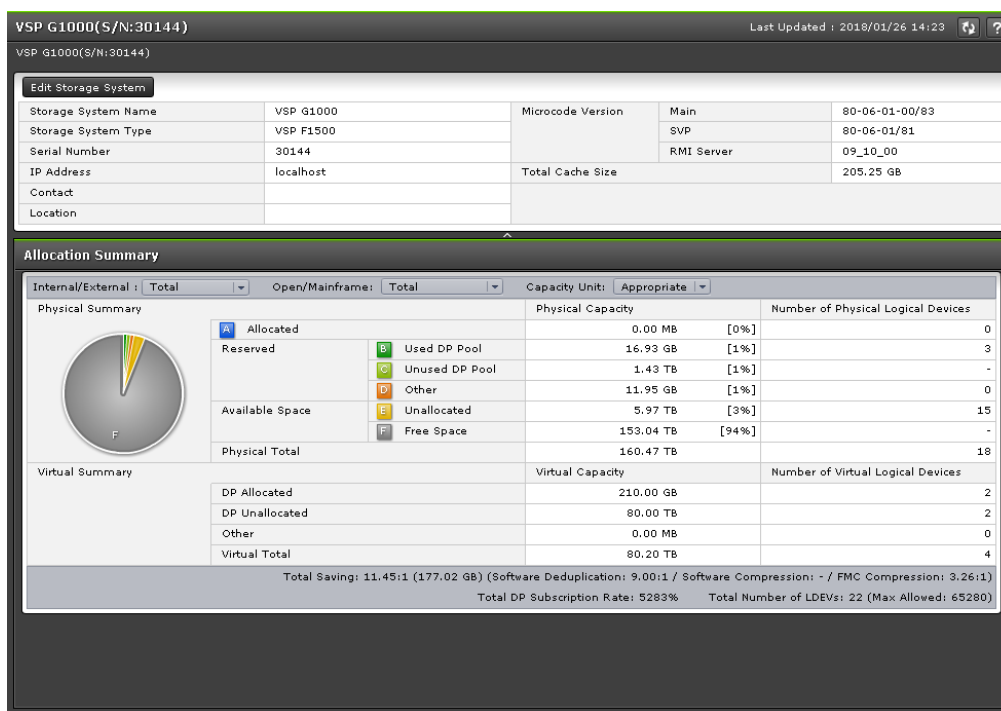 VSP G1000(S/N:30144) Last Updated : 2018/01/26 14:23 ?
VSP G1000(S/N:30144)
Edit Storage System
Storage System Name VSP G1000 Microcode Version Main 80-06-01-00/83
Storage System Type VSP F1500 SVP 80-06-01/81
Serial Number 30144 RMI Server 09_10_00
IP Address localhost Total Cache Size 205.25 GB
Contact
Location
Allocation Summary
Internal/External : Total Open/Mainframe: Total Capacity Unit: Appropriate
Physical Summary Physical Capacity Number of Physical Logical Devices
A Allocated 0.00 MB [0%] 0
Reserved B Used DP Pool 16.93 GB [1%] 3
C Unused DP Pool 1.43 TB [1%] -
D Other 11.95 GB [1%] 0
Available Space E Unallocated 5.97 TB [3%] 15
F Free Space 153.04 TB [94%] -
F
Physical Total 160.47 TB 18
Virtual Summary Virtual Capacity Number of Virtual Logical Devices
DP Allocated 210.00 GB 2
DP Unallocated 80.00 TB 2
Other 0.00 MB 0
Virtual Total 80.20 TB 4
Total Saving: 11.45:1 (177.02 GB) (Software Deduplication: 9.00:1 / Software Compression: - / FMC Compression: 3.26:1)
Total DP Subscription Rate: 5283% Total Number of LDEVs: 22 (Max Allowed: 65280)